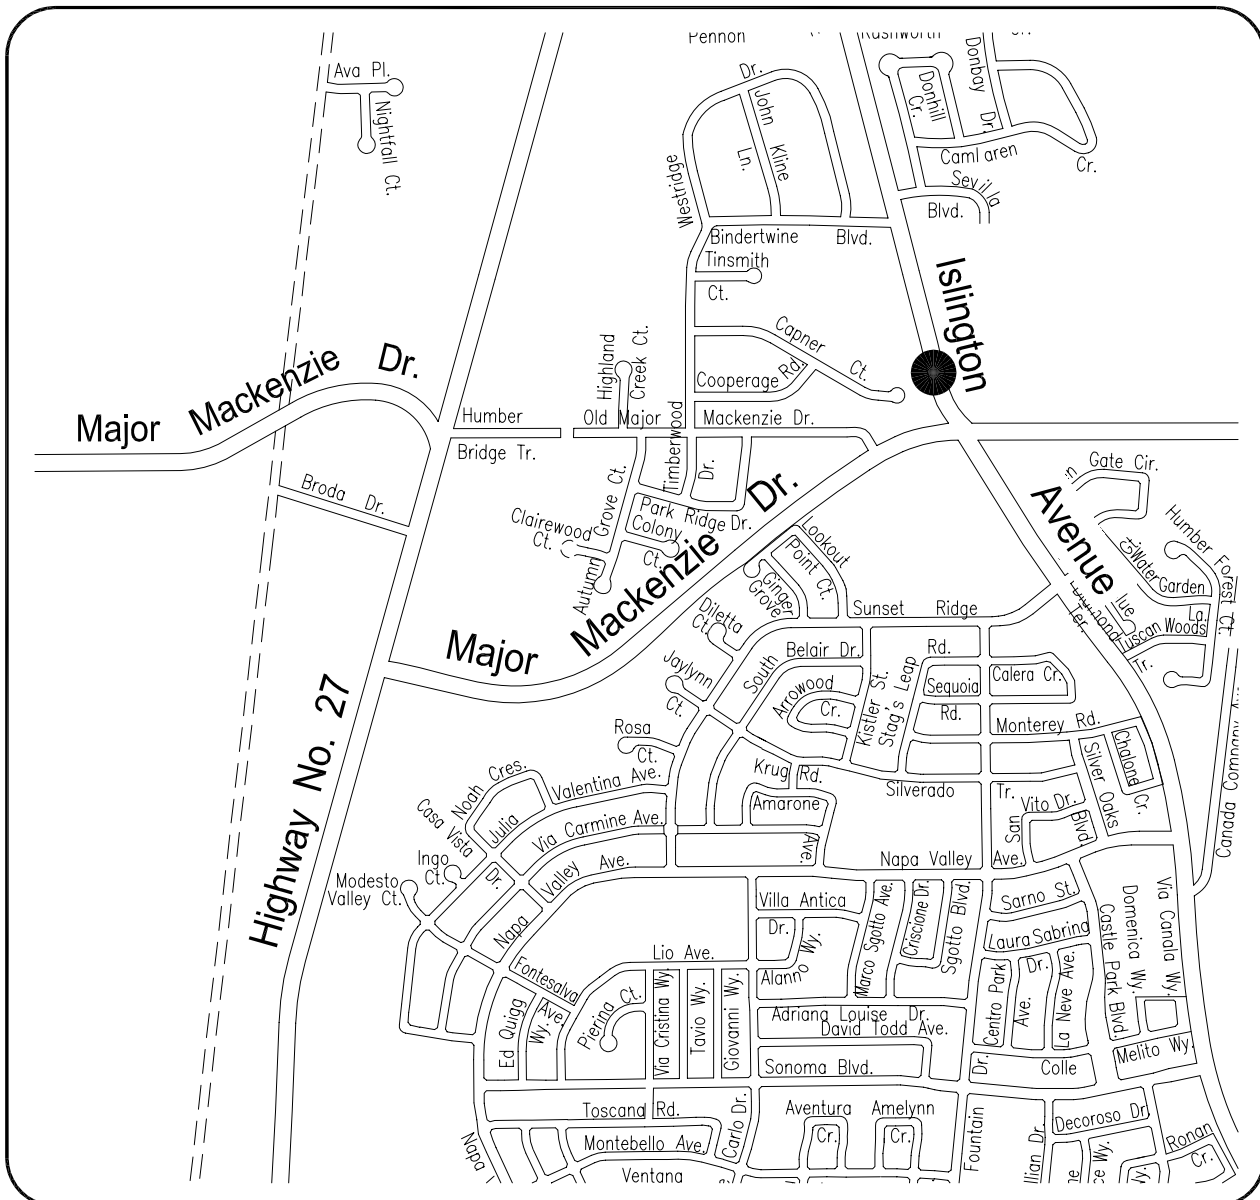 Pennon
Rushworth
Ava Pl.
Nightfall Ct.
Dr.
John
Kline
Ln.
Westridge
Donhill
Cr.
Donbay
Dr.
Camlaren
Cr.
Sevilla
Blvd.
Bindertwine Blvd.
Tinsmith
Ct.
Islington
Capner
Ct.
Highland
Creek Ct.
Cooperage
Rd.
Major Mackenzie Dr.
Humber
Bridge Tr.
Old Major Mackenzie Dr.
Timberwood
Dr.
Gate Cir.
Broda Dr.
Grove Ct.
Autumn
Park Ridge Dr.
Colony
Ct.
Clairewood
Ct.
Major Mackenzie Dr.
Avenue
Lookout
Point Ct.
Ginger
Grove
Humber Forest Ct.
Water
Garden
La.
Tuscan Woods
Tr.
Ter.
Diletta
Ct.
Sunset Ridge
Belair Dr.
Rd.
South
Jaylynn
Ct.
Arrowood
Cr.
Kistler St.
Stag's Leap
Sequoia
Rd.
Calera Cr.
Monterey Rd.
Highway No. 27
Rosa
Ct.
Chalone
Cr.
Silver Oaks
Blvd.
Krug Rd.
Silverado
Tr.
Noah Cres.
Valentina Ave.
Amarone
Ave.
San
Vito Dr.
Casa Vista
Dr.
Julia
Via Carmine Ave.
Canada Company
Ingo
Ct.
Napa Valley Ave.
Napa Valley Ave.
Modesto
Valley Ct.
Villa Antica
Dr.
Marco Sgotto Ave.
Criscione Dr.
Sgotto Blvd.
Sarno St.
Domenica Wy.
Via Canala Wy.
Castle Park Blvd
Laura Sabrina
Dr.
Lio Ave.
Alanno Wy.
Fontesalva
Ave.
Centro Park
Dr.
Ave.
La Neve Ave.
Pierina Ct.
Via Cristina Wy.
Tavio Wy.
Giovanni Wy.
Ed Quigg
Wy.
Adriana Louise Dr.
David Todd Ave.
Sonoma Blvd.
Colle
Melito Wy.
Toscana Rd.
Carlo Dr.
Aventura
Cr.
Amelynn
Cr.
Fountain
Decoroso Dr.
Ronan
Cr.
Napa
Montebello Ave.
Ventana